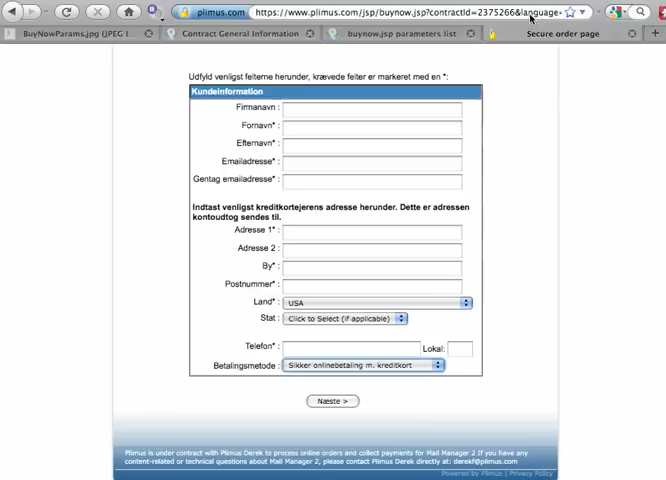 plimus.com https://www.plimus.com/jsp/buynow.jsp?contractId=2375266&language-
BuyNowParams.jpg (JPEG I... Contract General Information buynow.jsp parameters list Secure order page
Udfyld venligst felterne herunder, krævede felter er markeret med en *:
Kundeinformation
Firmanavn :
Fornavn* :
Efternavn* :
Emailadresse* :
Gentag emailadresse* :
Indtast venligst kreditkortejerens adresse herunder. Dette er adressen
kontoudtog sendes til.
Adresse 1* :
Adresse 2 :
By* :
Postnummer* :
Land* : USA
Stat : Click to Select (if applicable)
Telefon* : Lokal:
Betalingsmetode : Sikker onlinebetaling m. kreditkort
Næste >
Plimus is under contract with Plimus Derek to process online orders and collect payments for Mail Manager 2 If you have any
content-related or technical questions about Mail Manager 2, please contact Plimus Derek directly at: derekf@plimus.com
Powered by Plimus | Privacy Policy